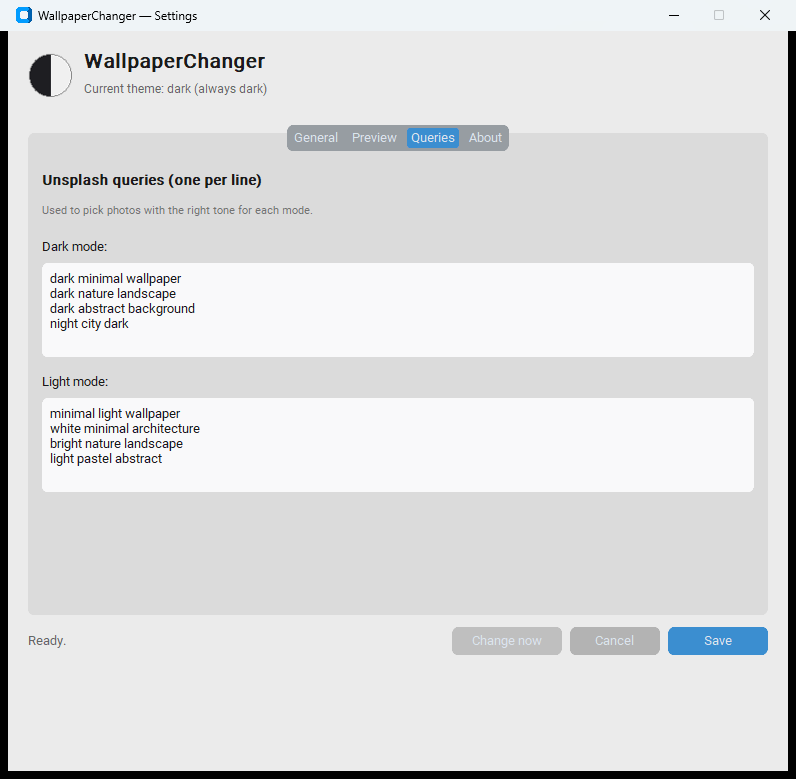 WallpaperChanger — Settings
WallpaperChanger
Current theme: dark (always dark)
General Preview Queries About
Unsplash queries (one per line)
Used to pick photos with the right tone for each mode.
Dark mode:
dark minimal wallpaper
dark nature landscape
dark abstract background
night city dark
Light mode:
minimal light wallpaper
white minimal architecture
bright nature landscape
light pastel abstract
Ready. Change now Cancel Save